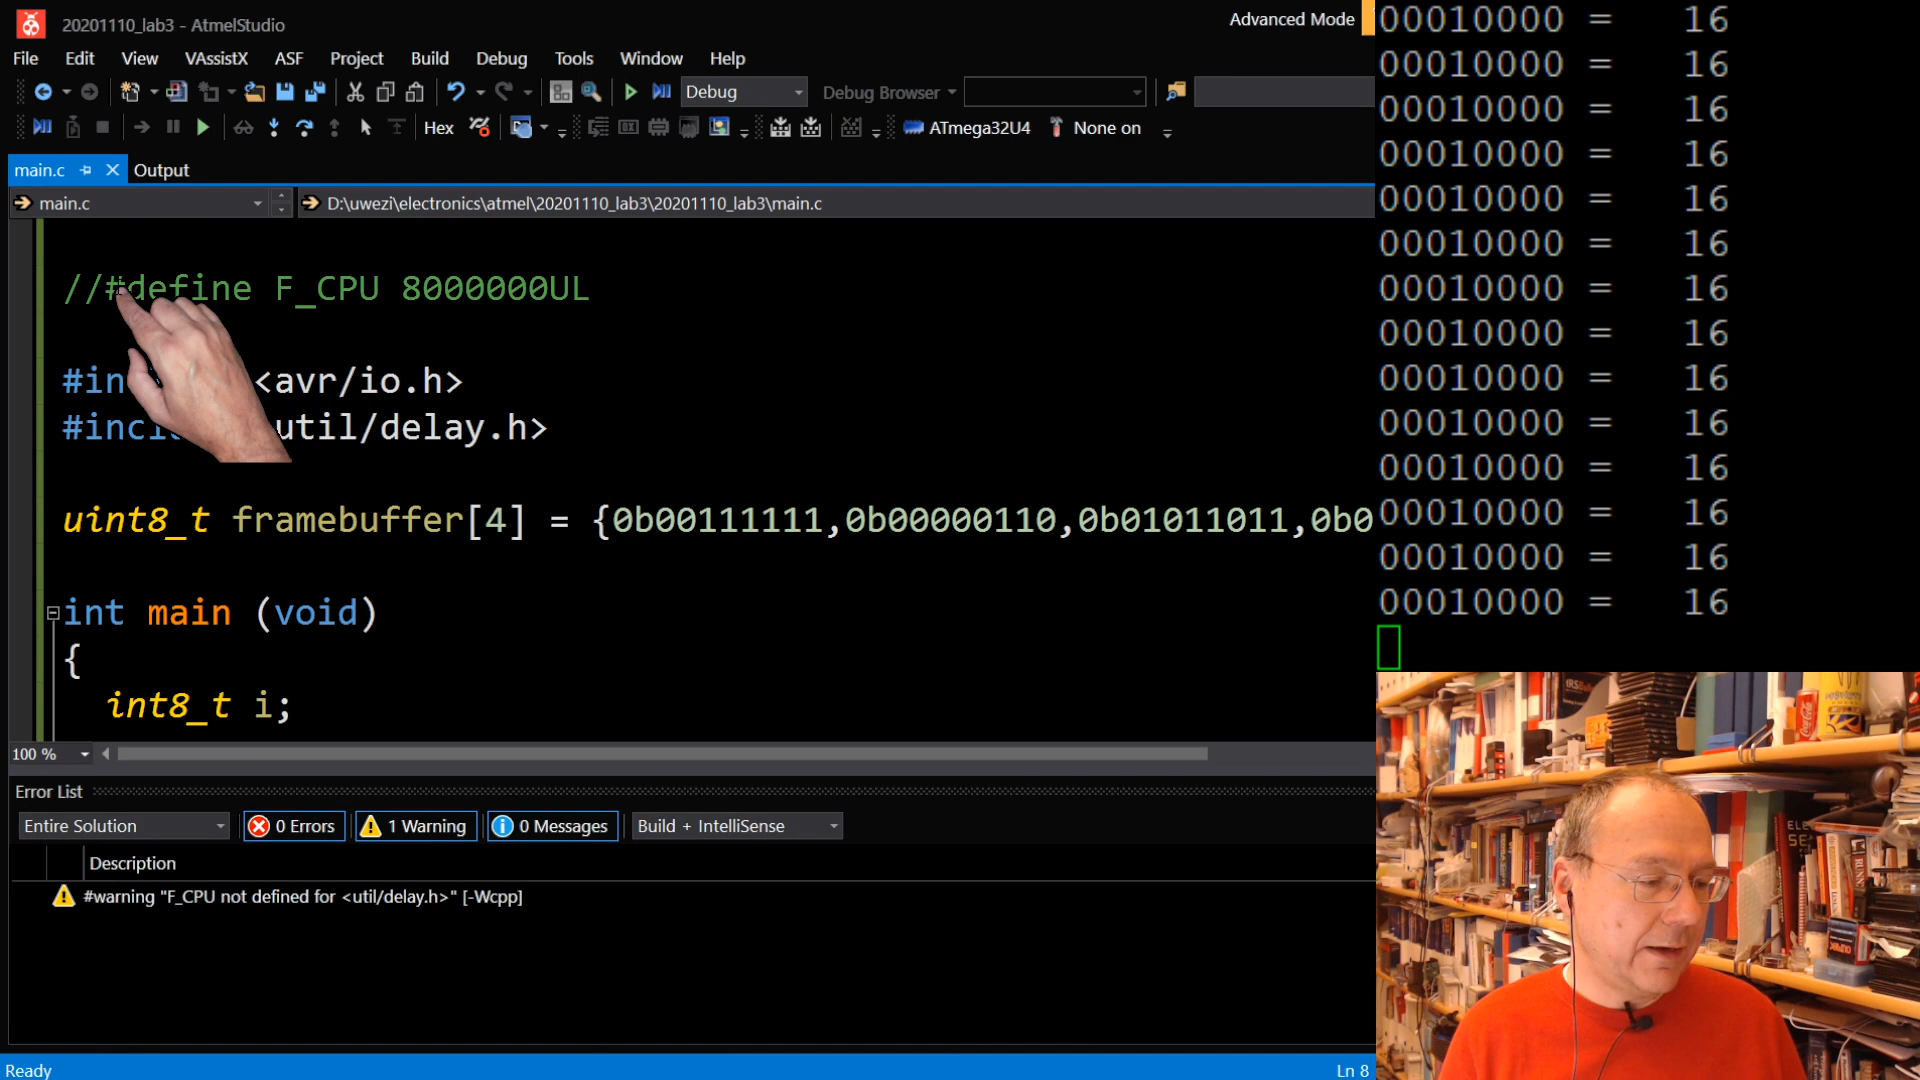 20201110_lab3 - AtmelStudio
Advanced Mode
File Edit View VAssistX ASF Project Build Debug Tools Window Help
Debug Debug Browser
Hex ATmega32U4 None on
main.c Output
main.c D:\uwezi\electronics\atmel\20201110_lab3\20201110_lab3\main.c
//#define F_CPU 8000000UL
<avr/io.h>
util/delay.h>
uint8_t framebuffer[4] = {0b00111111,0b00000110,0b01011011,0b0
int main (void)
{
int8_t i;
100 %
Error List
Entire Solution 0 Errors 1 Warning 0 Messages Build + IntelliSense
Description
#warning "F_CPU not defined for <util/delay.h>" [-Wcpp]
Ready Ln 8
00010000 = 16
00010000 = 16
00010000 = 16
00010000 = 16
00010000 = 16
00010000 = 16
00010000 = 16
00010000 = 16
00010000 = 16
00010000 = 16
00010000 = 16
00010000 = 16
00010000 = 16
00010000 = 16